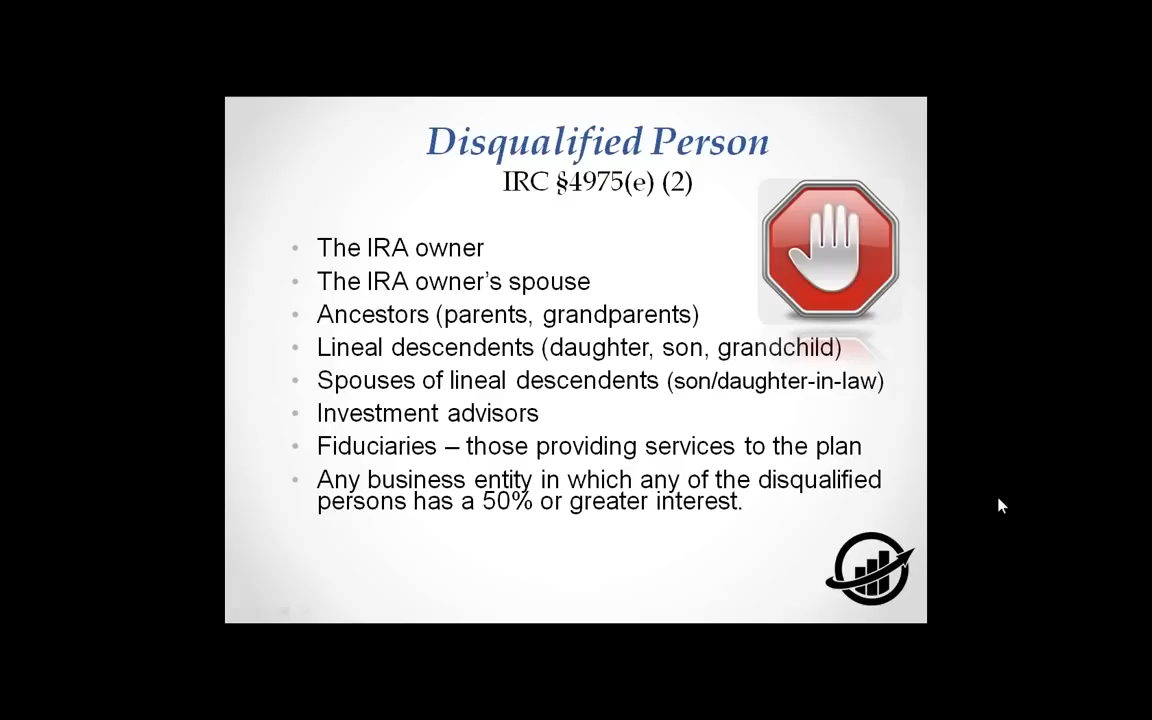 Disqualified Person
IRC §4975(e) (2)
• The IRA owner
• The IRA owner’s spouse
• Ancestors (parents, grandparents)
• Lineal descendents (daughter, son, grandchild)
• Spouses of lineal descendents (son/daughter-in-law)
• Investment advisors
• Fiduciaries – those providing services to the plan
• Any business entity in which any of the disqualified
persons has a 50% or greater interest.